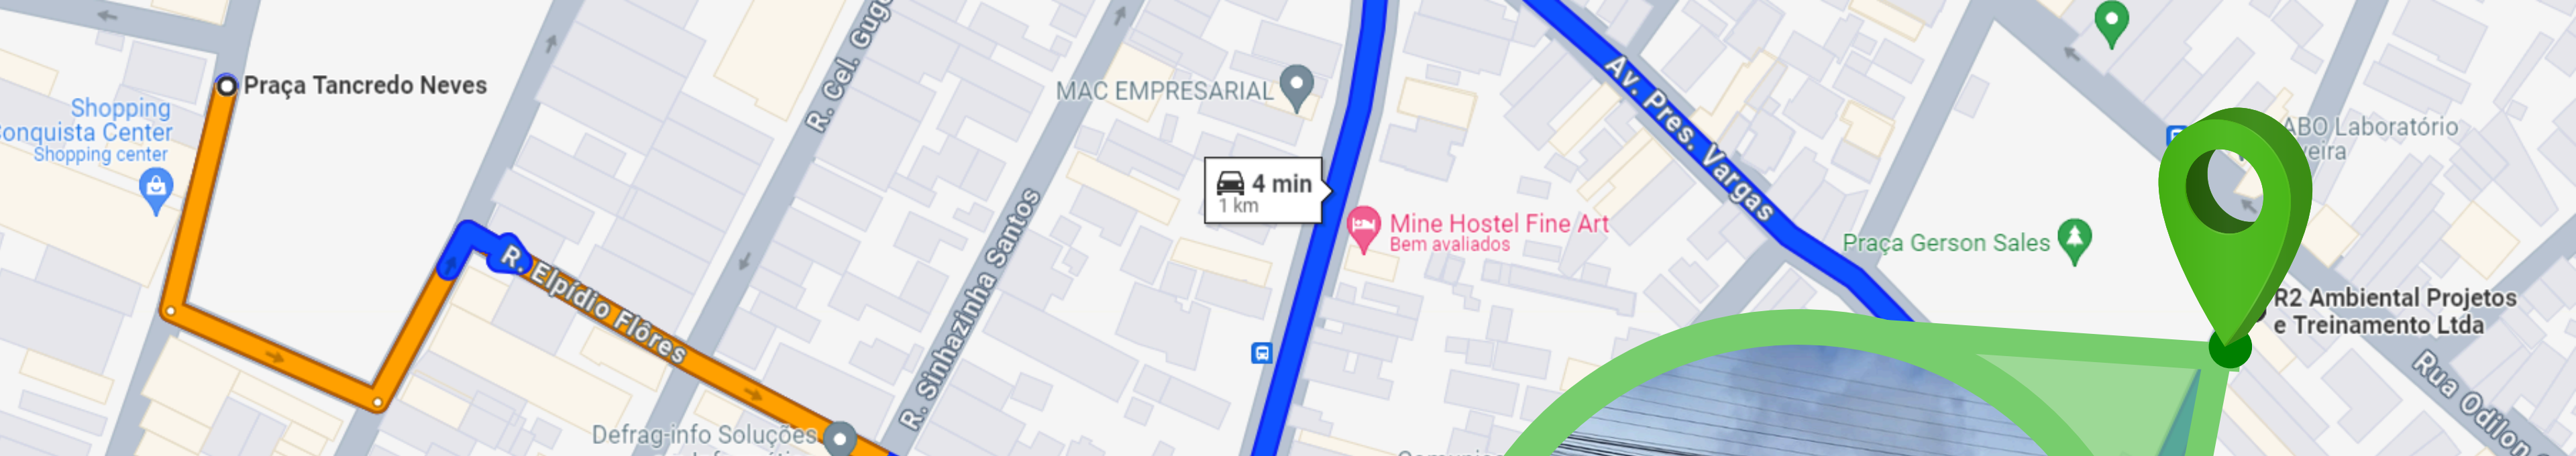 Praça Tancredo Neves
Shopping
Conquista Center
Shopping center
R. Cel. Gugé
MAC EMPRESARIAL
Av. Pres. Vargas
ABO Laboratório
4 min
1 km
R. Sinhazinha Santos
Mine Hostel Fine Art
Bem avaliados
Praça Gerson Sales
R. Elpídio Flôres
R2 Ambiental Projetos
e Treinamento Ltda
Rua Odilon
Defrag-info Soluções